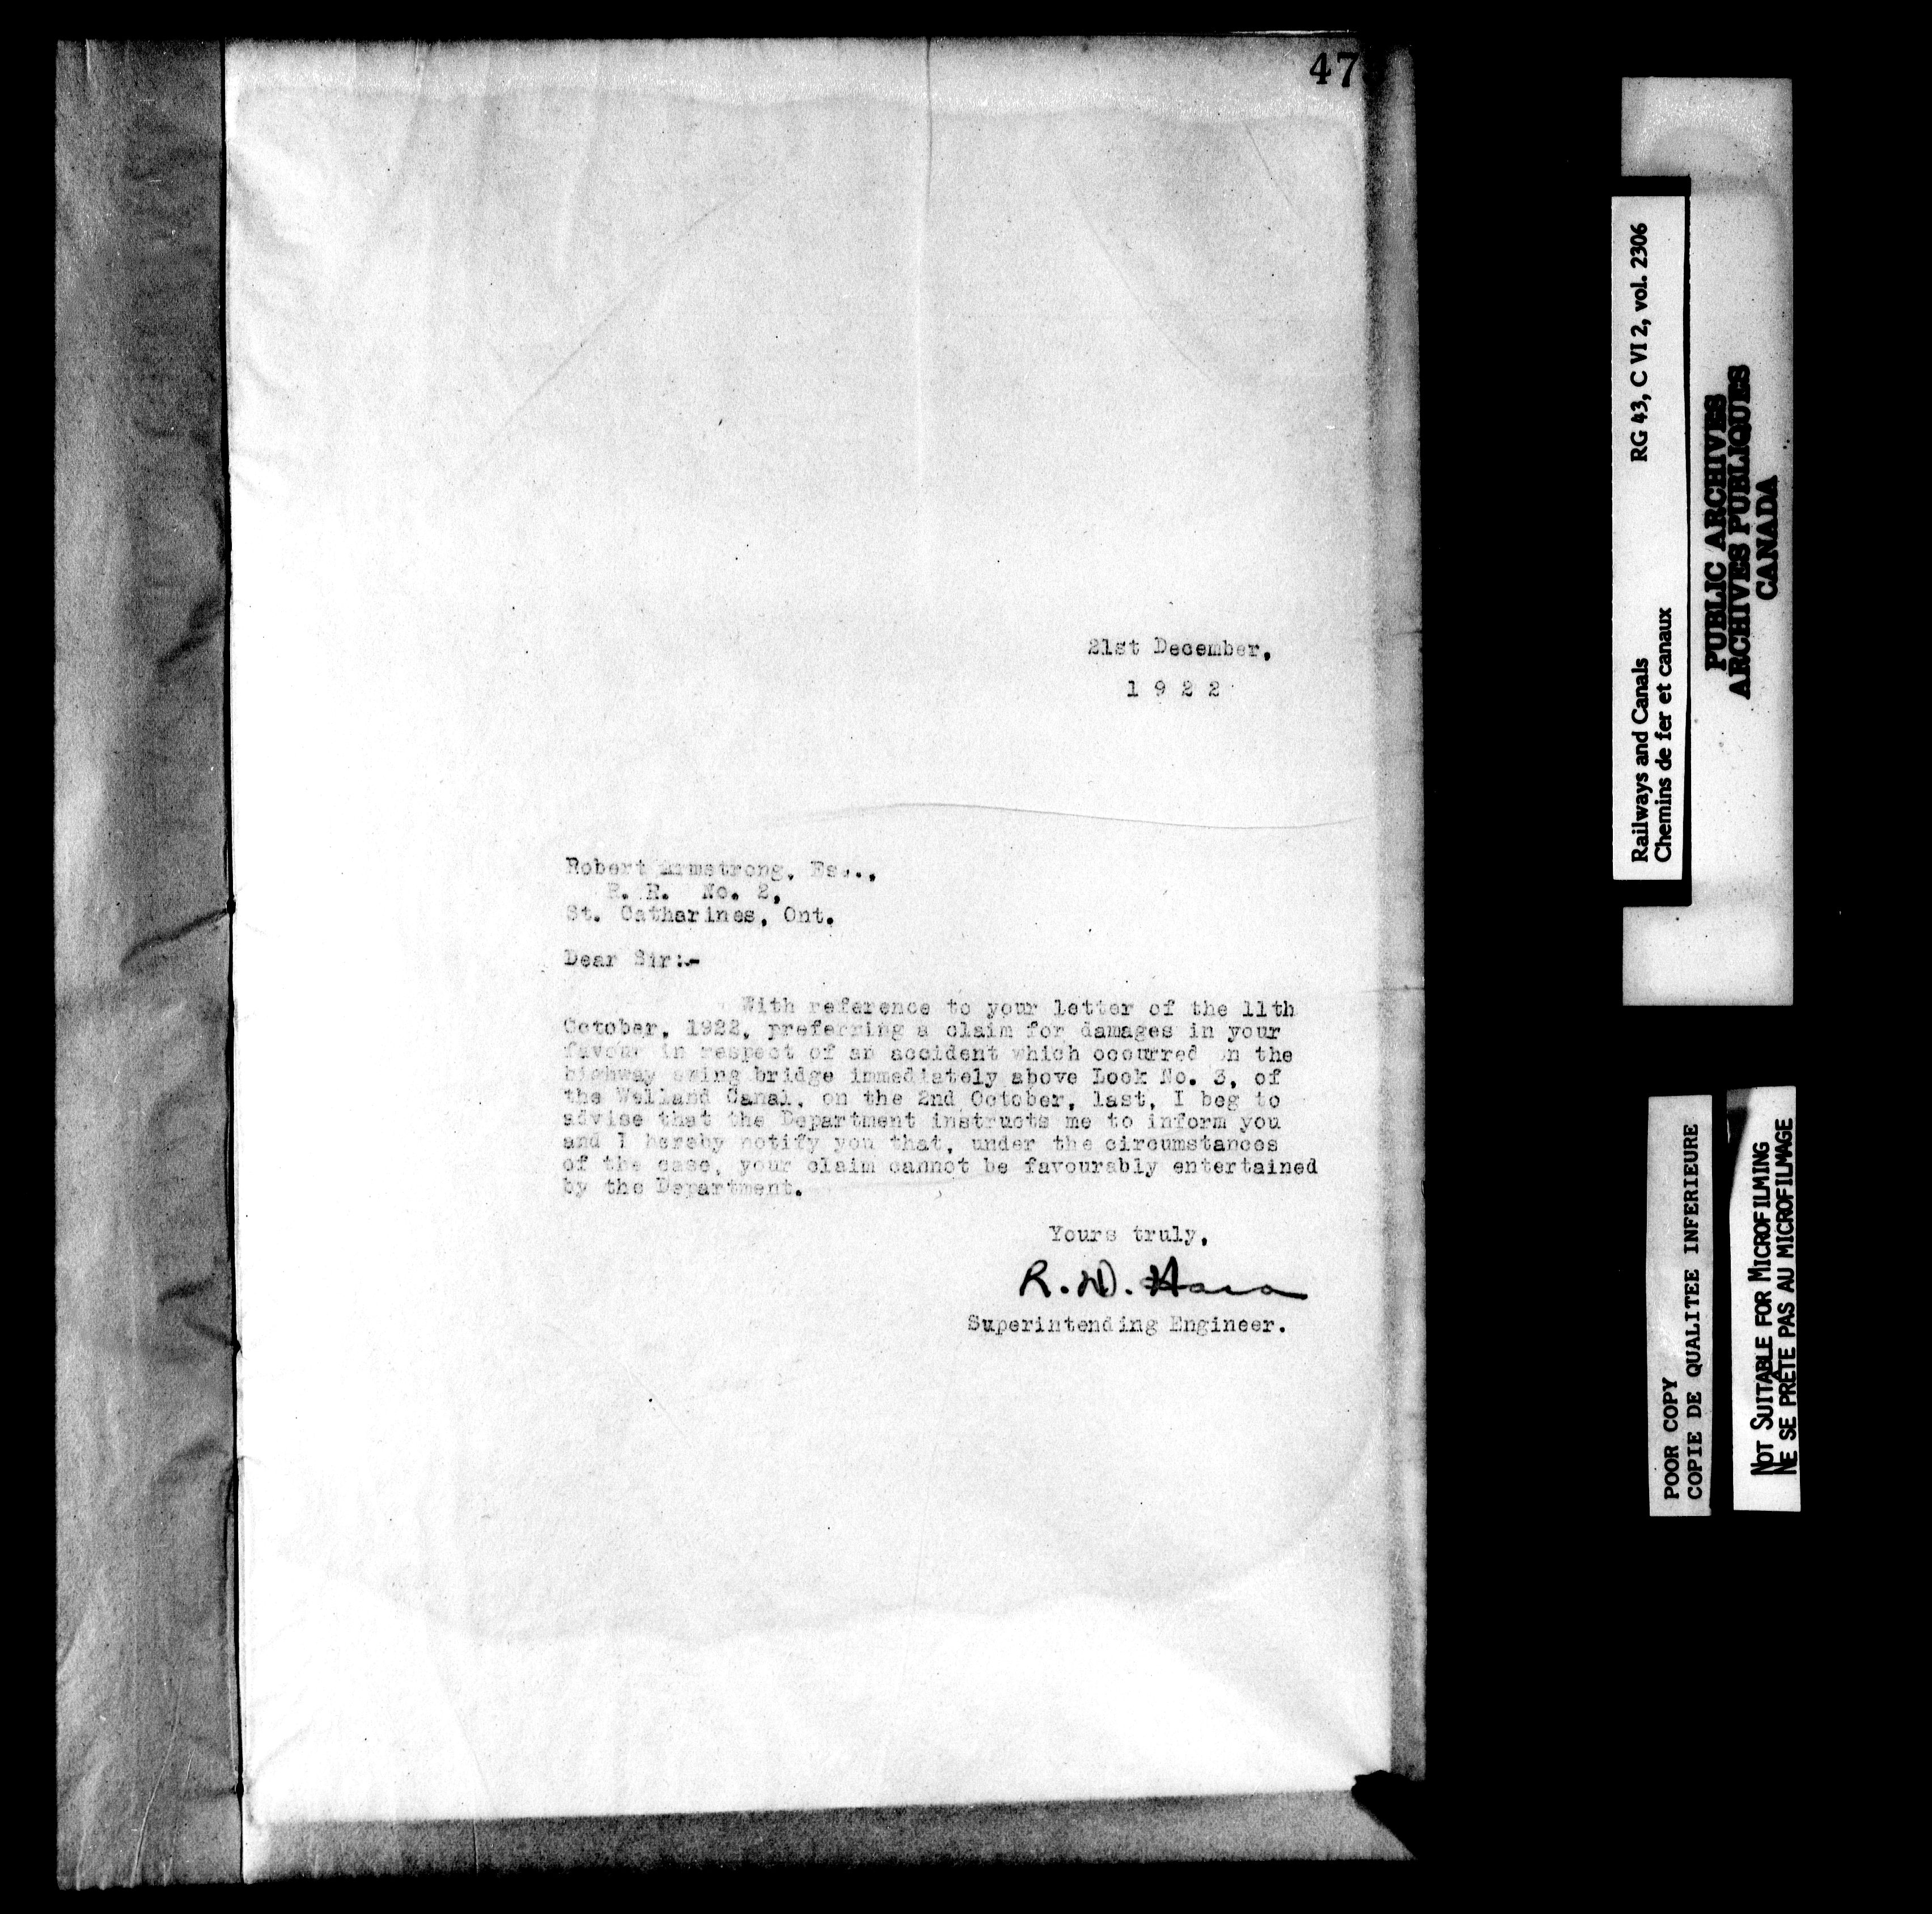 47
21st December,
1 9 2 2
Robert Armstrong, Esq.,
R. R. No. 2,
St. Catharines, Ont.
Dear Sir:-
With reference to your letter of the 11th
October, 1922, preferring a claim for damages in your
favour in respect of an accident which occurred on the
highway swing bridge immediately above Lock No. 3, of
the Welland Canal, on the 2nd October, last, I beg to
advise that the Department instructs me to inform you
and I hereby notify you that, under the circumstances
of the case, your claim cannot be favourably entertained
by the Department.
Yours truly,
R. W.
Superintending Engineer.
Railways and Canals RG 43, C VI 2, vol. 2306
Chemins de fer et canaux
PUBLIC ARCHIVES
ARCHIVES PUBLIQUES
CANADA
POOR COPY
COPIE DE QUALITEE INFERIEURE
NOT SUITABLE FOR MICROFILMING
NE SE PRÊTE PAS AU MICROFILMAGE